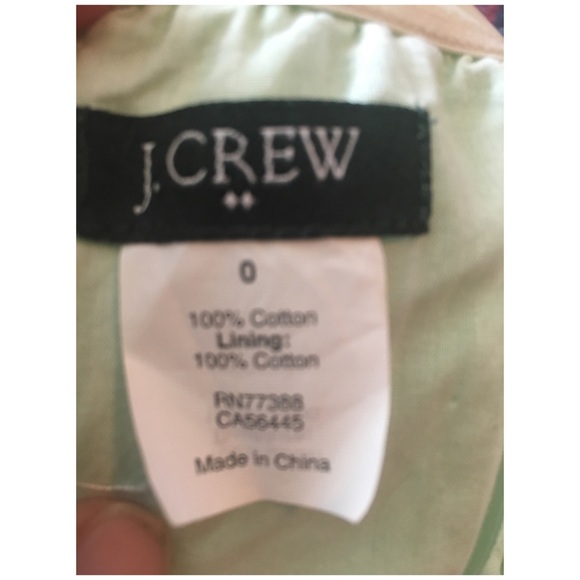 J.CREW
0
100% Cotton
Lining:
100% Cotton
RN77388
CA56445
Made in China